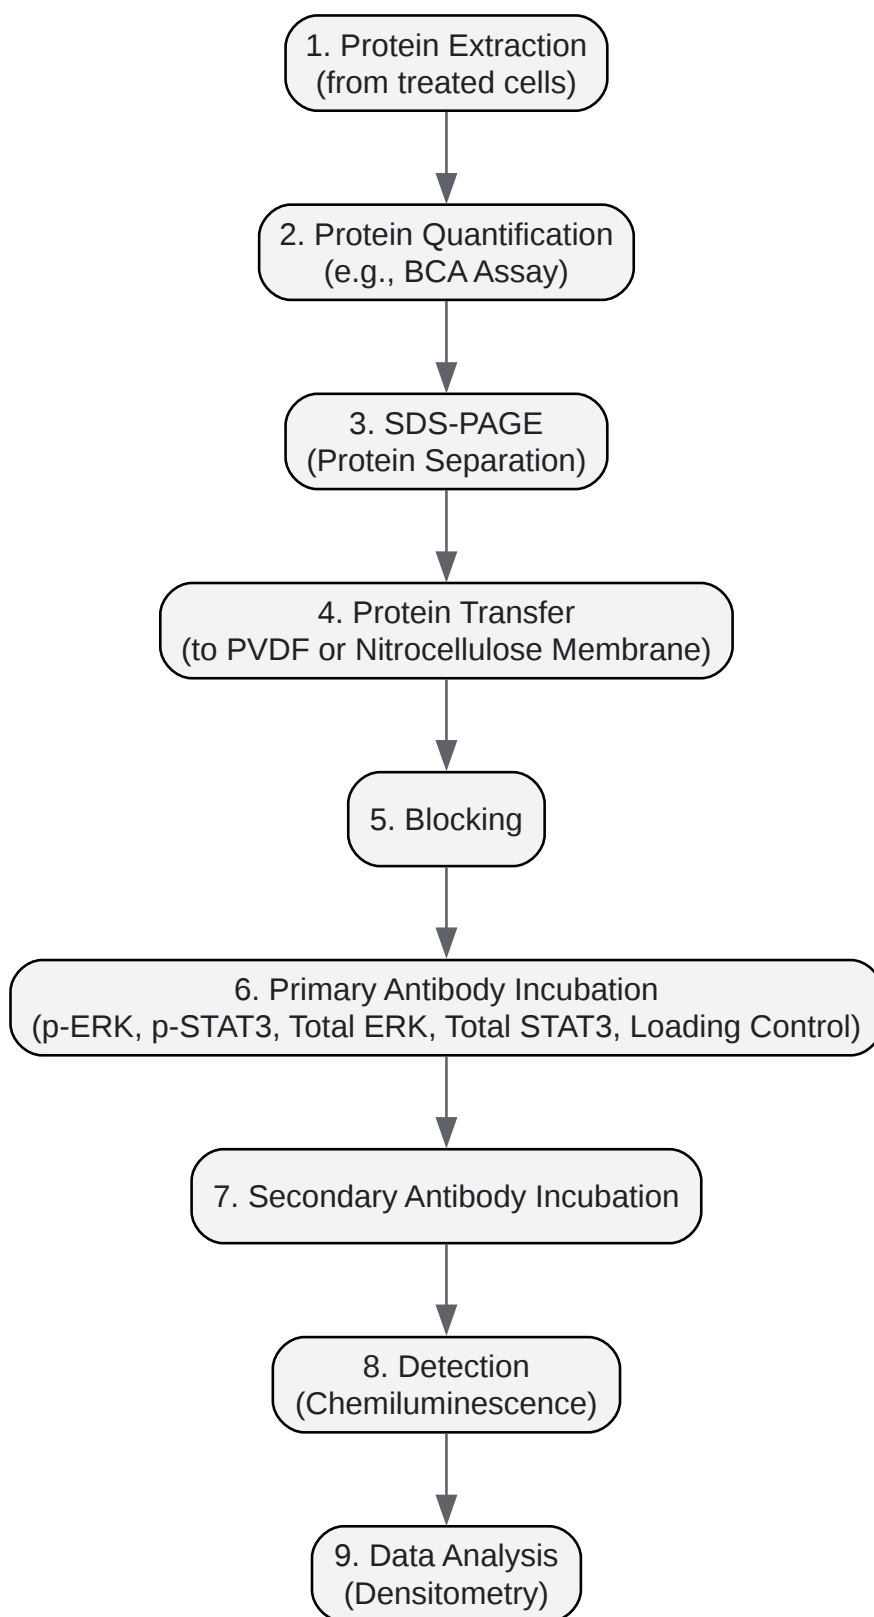 1. Protein Extraction
(from treated cells)
2. Protein Quantification
(e.g., BCA Assay)
3. SDS-PAGE
(Protein Separation)
4. Protein Transfer
(to PVDF or Nitrocellulose Membrane)
5. Blocking
6. Primary Antibody Incubation
(p-ERK, p-STAT3, Total ERK, Total STAT3, Loading Control)
7. Secondary Antibody Incubation
8. Detection
(Chemiluminescence)
9. Data Analysis
(Densitometry)